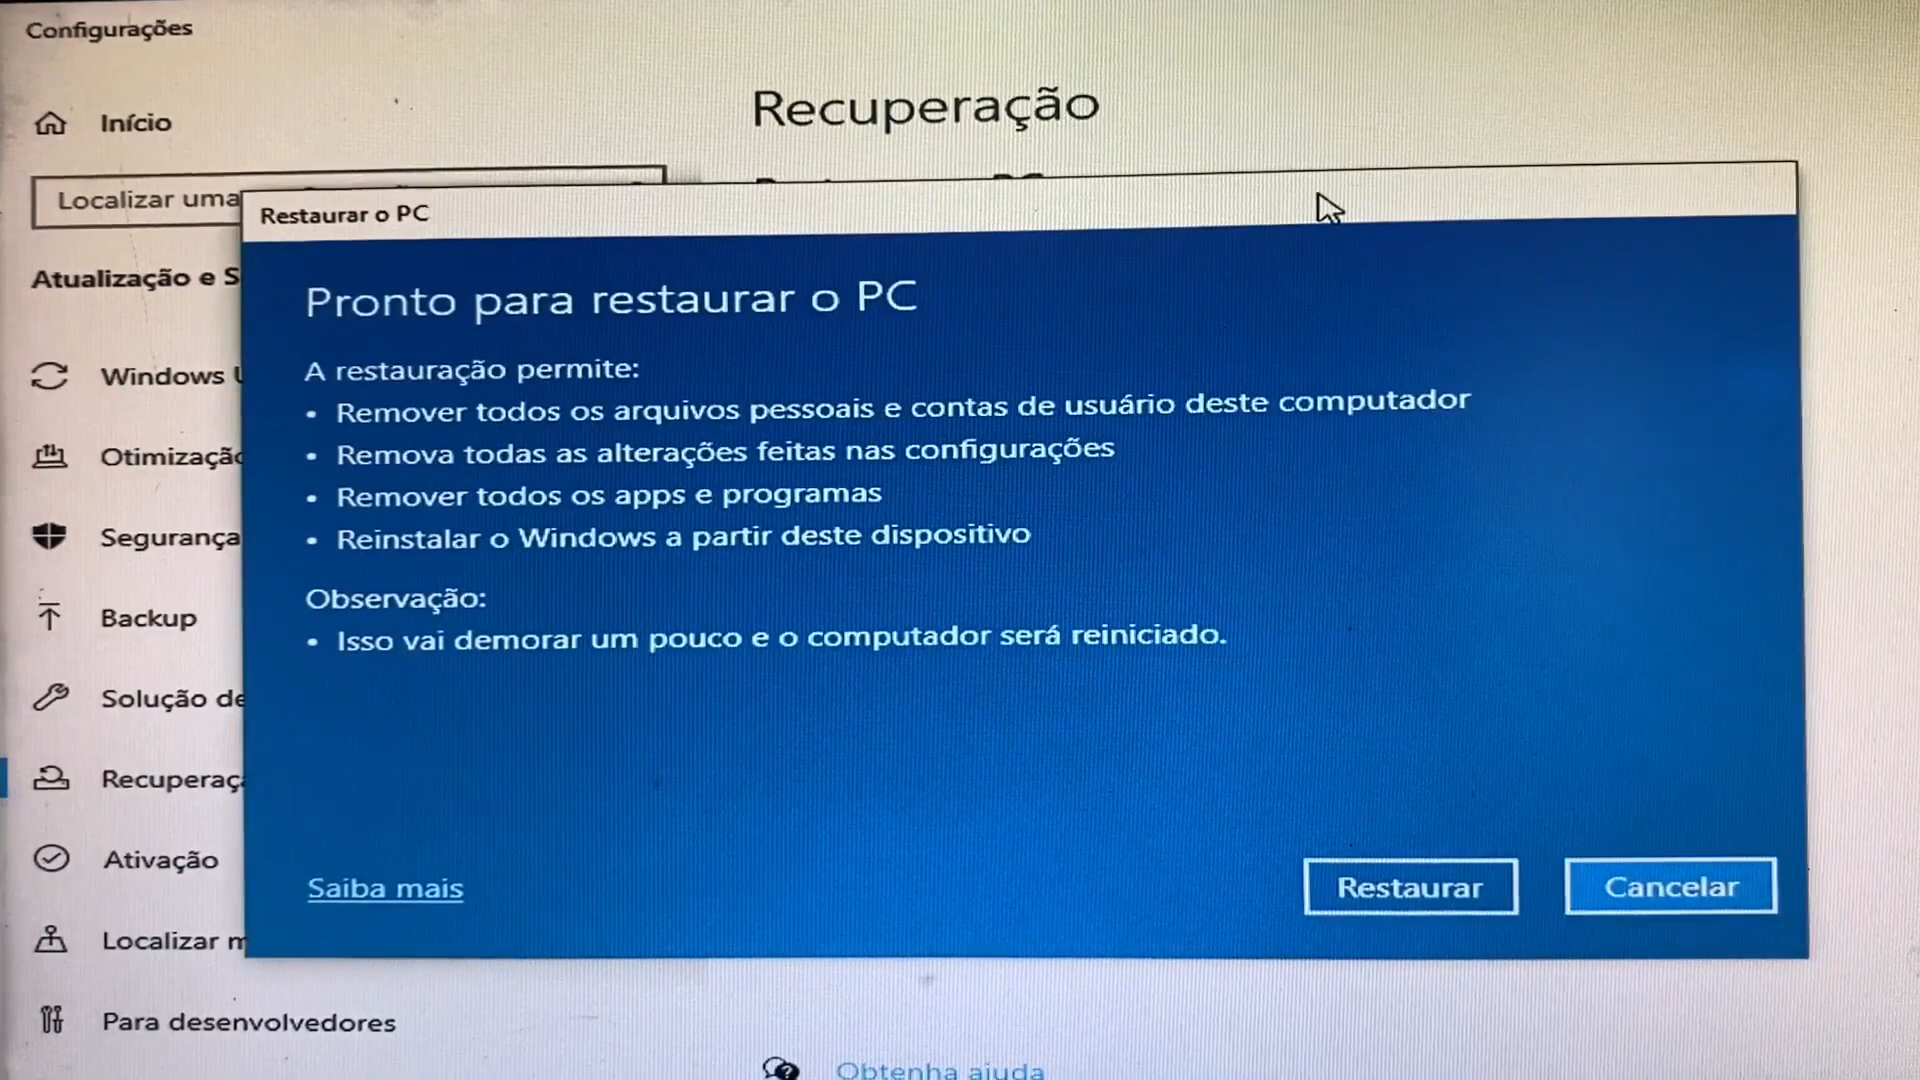 Configurações
Início
Recuperação
Localizar uma
Restaurar o PC
Atualização e S
Pronto para restaurar o PC
A restauração permite:
• Remover todos os arquivos pessoais e contas de usuário deste computador
• Remova todas as alterações feitas nas configurações
• Remover todos os apps e programas
• Reinstalar o Windows a partir deste dispositivo
Observação:
• Isso vai demorar um pouco e o computador será reiniciado.
Saiba mais
Restaurar
Cancelar
Windows
Otimização
Segurança
Backup
Solução de
Recuperaça
Ativação
Localizar m
Para desenvolvedores
Obtenha ajuda